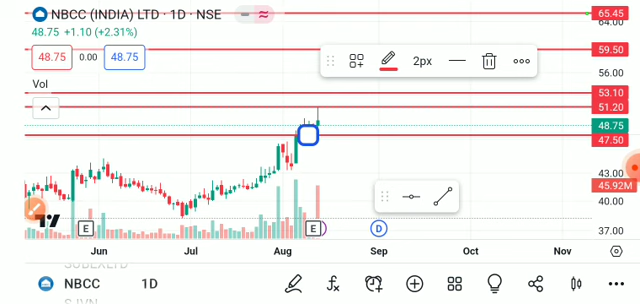 NBCC (INDIA) LTD · 1D · NSE
48.75 +1.10 (+2.31%)
48.75 0.00 48.75
Vol
2px
65.45
64.00
59.50
56.00
53.10
51.20
48.75
47.50
45.92M
43.00
40.00
37.00
E E D
Jun Jul Aug Sep Oct Nov
NBCC 1D